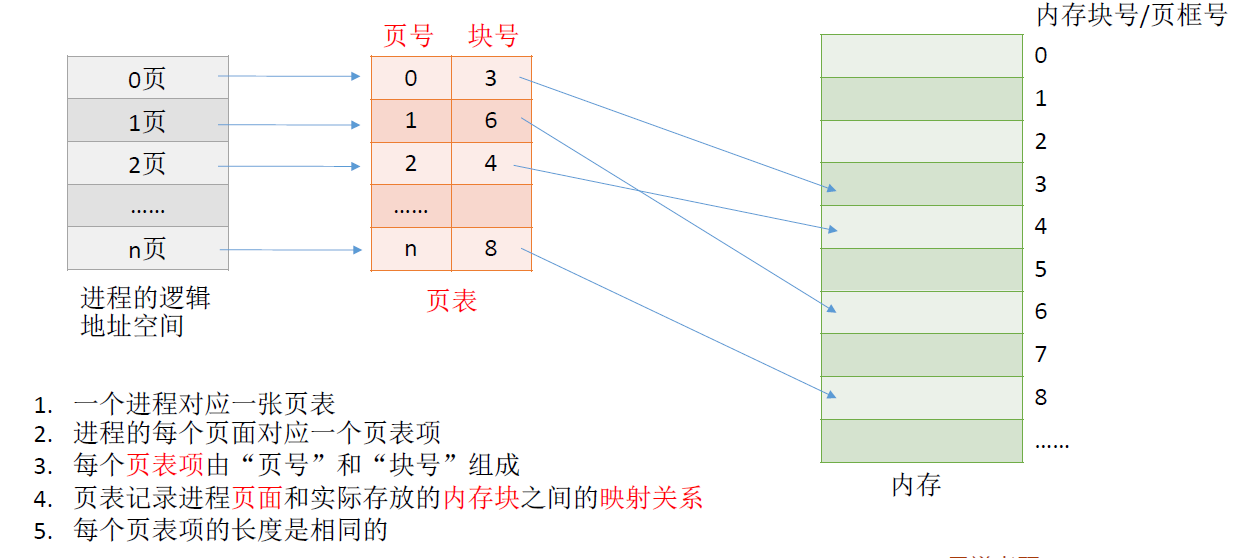 内存块号/页框号
页号 块号
0页
1页
2页
……
n页
进程的逻辑
地址空间
0 3
1 6
2 4
……
n 8
页表
0
1
2
3
4
5
6
7
8
……
内存
1. 一个进程对应一张页表
2. 进程的每个页面对应一个页表项
3. 每个页表项由“页号”和“块号”组成
4. 页表记录进程页面和实际存放的内存块之间的映射关系
5. 每个页表项的长度是相同的